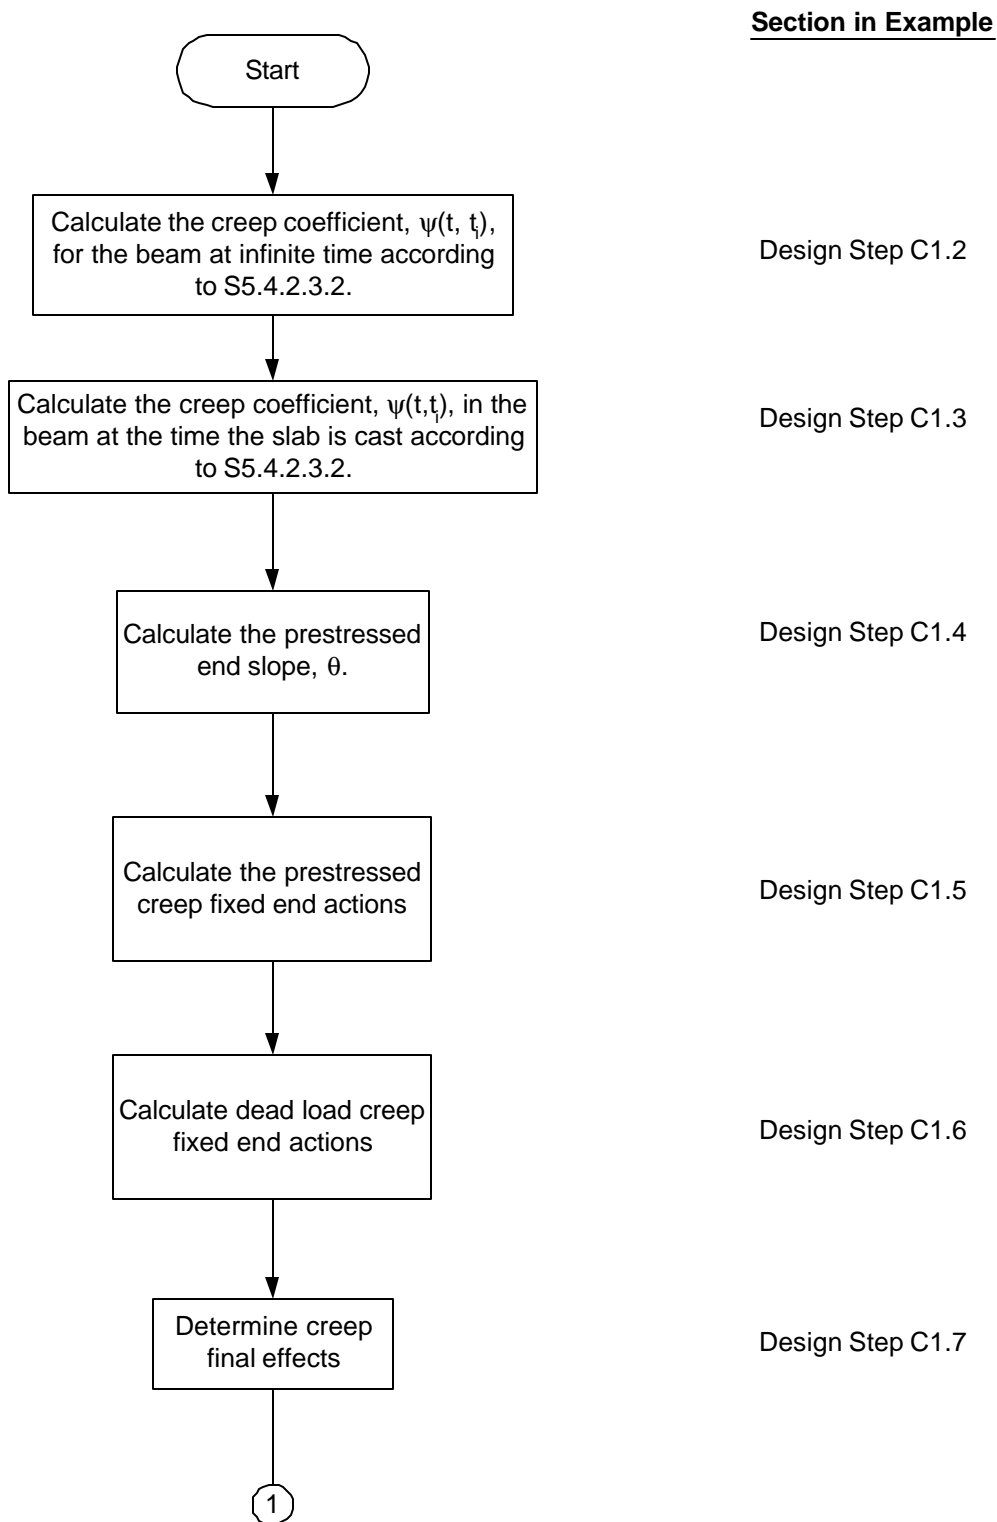 Section in Example
Start
Calculate the creep coefficient, ψ(t, tᵢ),
for the beam at infinite time according
to S5.4.2.3.2.
Design Step C1.2
Calculate the creep coefficient, ψ(t,tᵢ), in the
beam at the time the slab is cast according
to S5.4.2.3.2.
Design Step C1.3
Calculate the prestressed
end slope, θ.
Design Step C1.4
Calculate the prestressed
creep fixed end actions
Design Step C1.5
Calculate dead load creep
fixed end actions
Design Step C1.6
Determine creep
final effects
Design Step C1.7
1